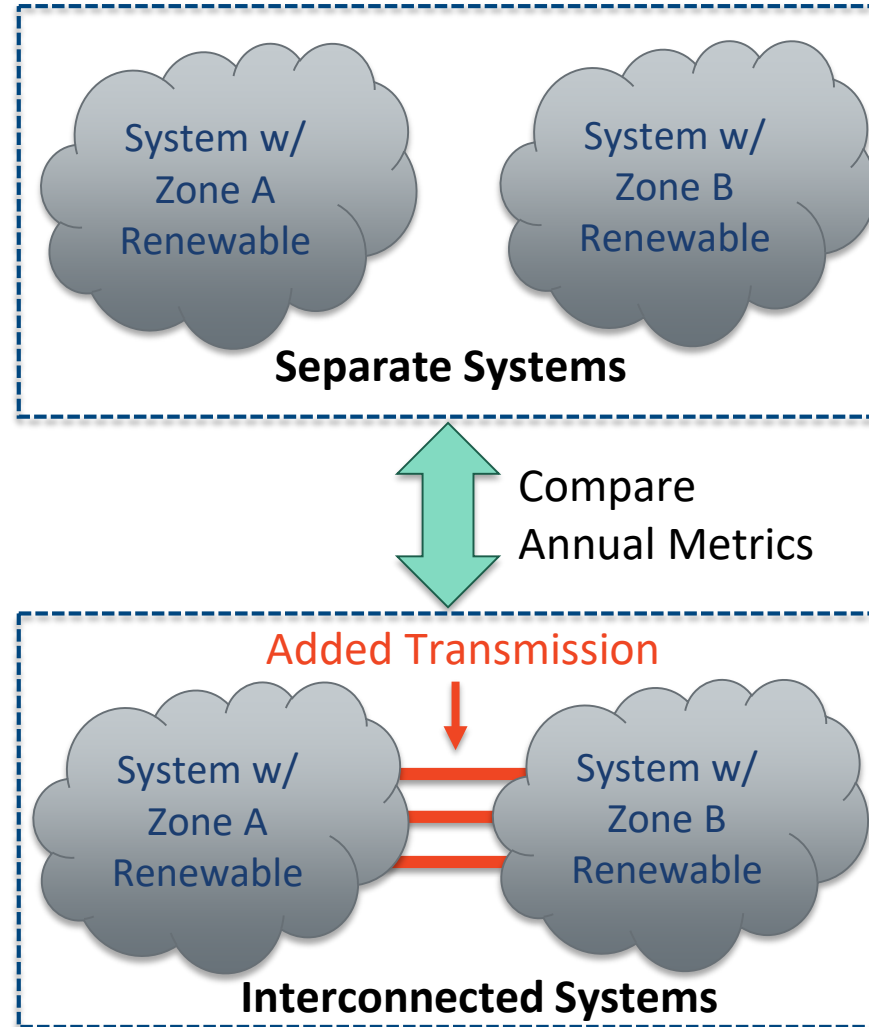 System w/
Zone A
Renewable
System w/
Zone B
Renewable
Separate Systems
Compare
Annual Metrics
Added Transmission
System w/
Zone A
Renewable
System w/
Zone B
Renewable
Interconnected Systems